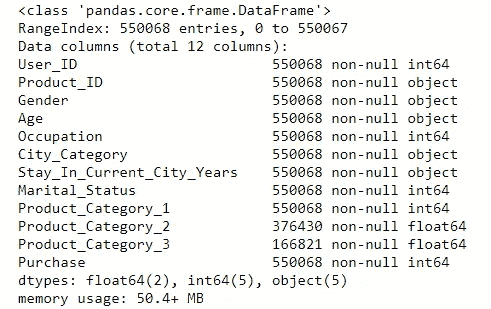 <class 'pandas.core.frame.DataFrame'>
RangeIndex: 550068 entries, 0 to 550067
Data columns (total 12 columns):
User_ID                       550068 non-null int64
Product_ID                    550068 non-null object
Gender                        550068 non-null object
Age                           550068 non-null object
Occupation                    550068 non-null int64
City_Category                 550068 non-null object
Stay_In_Current_City_Years    550068 non-null object
Marital_Status                550068 non-null int64
Product_Category_1            550068 non-null int64
Product_Category_2            376430 non-null float64
Product_Category_3            166821 non-null float64
Purchase                      550068 non-null int64
dtypes: float64(2), int64(5), object(5)
memory usage: 50.4+ MB